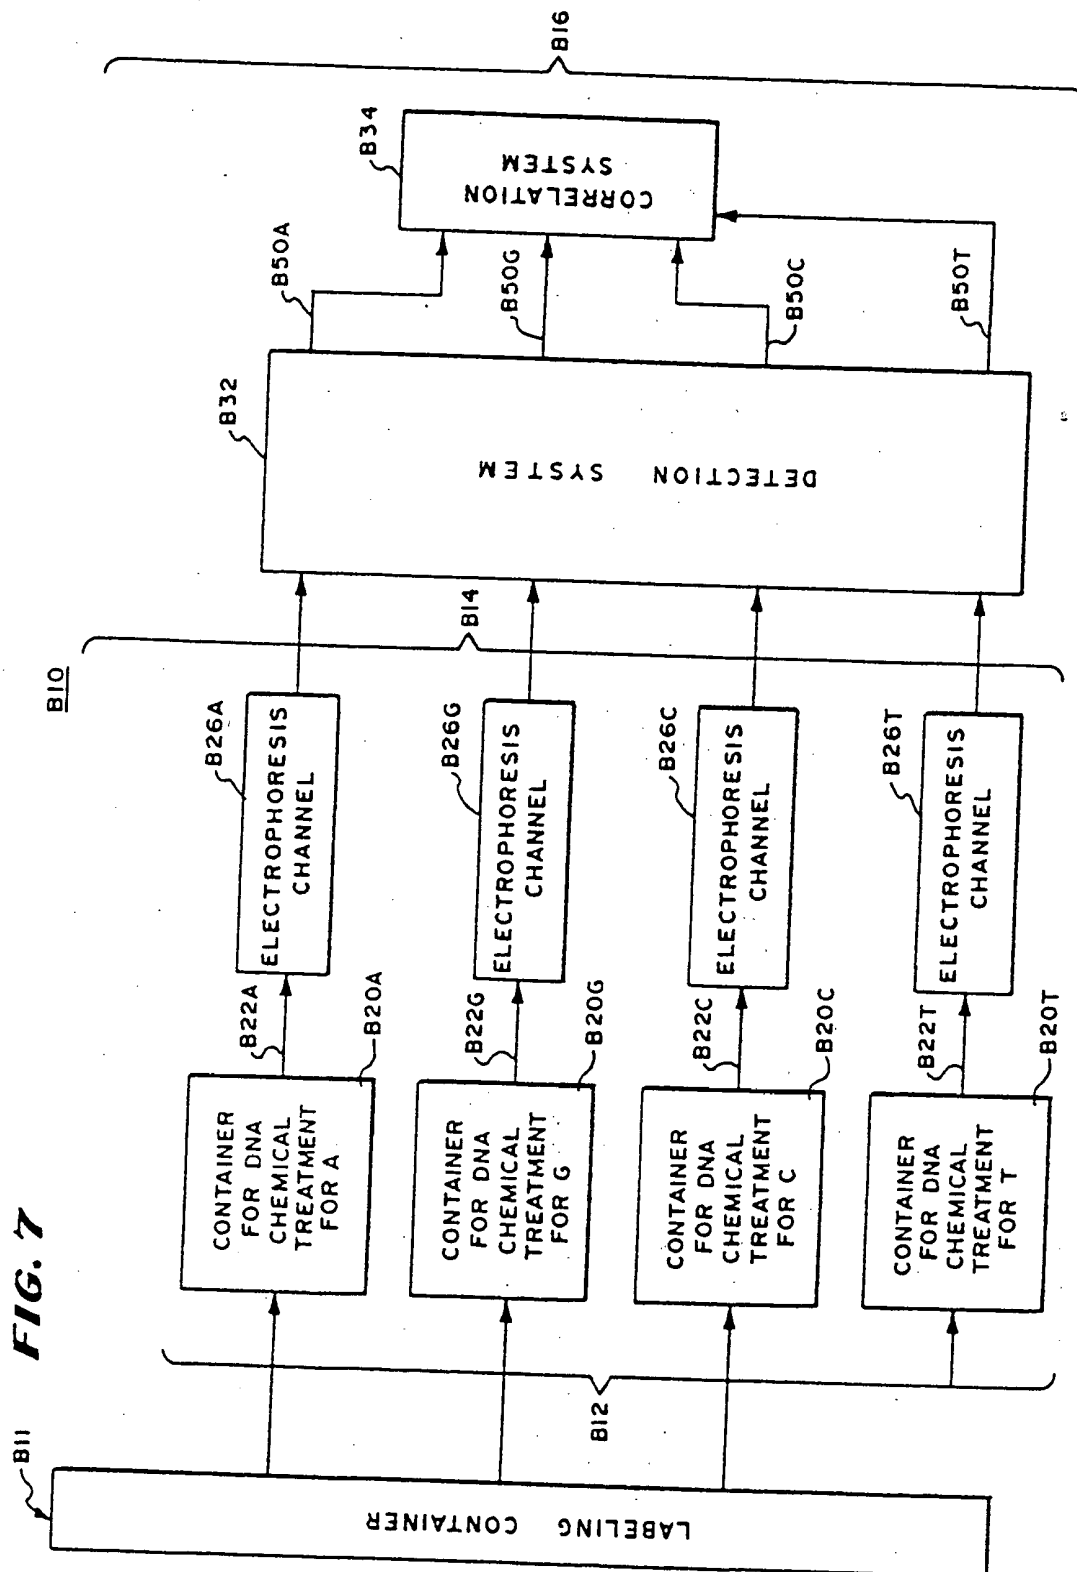 FIG. 7
B10
B11
LABELING CONTAINER
B12
CONTAINER
FOR DNA
CHEMICAL
TREATMENT
FOR A
B20A
B22A
ELECTROPHORESIS
CHANNEL
B26A
CONTAINER
FOR DNA
CHEMICAL
TREATMENT
FOR G
B20G
B22G
ELECTROPHORESIS
CHANNEL
B26G
CONTAINER
FOR DNA
CHEMICAL
TREATMENT
FOR C
B20C
B22C
ELECTROPHORESIS
CHANNEL
B26C
CONTAINER
FOR DNA
CHEMICAL
TREATMENT
FOR T
B20T
B22T
ELECTROPHORESIS
CHANNEL
B26T
B14
B32
DETECTION SYSTEM
B50A
B50G
B50C
B50T
B34
CORRELATION
SYSTEM
B16